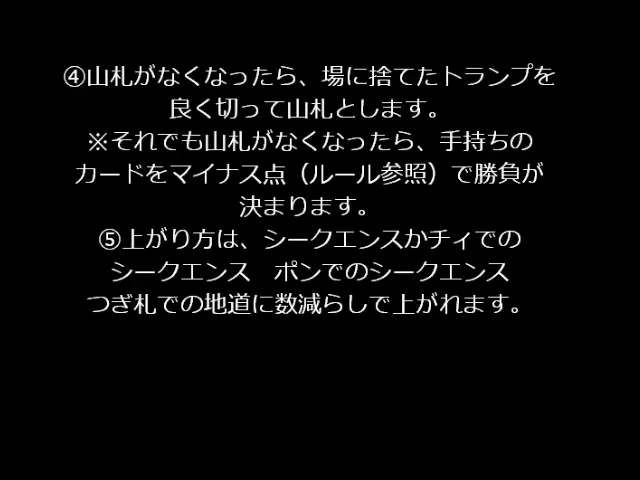 ④山札がなくなったら、場に捨てたトランプを
良く切って山札とします。
※それでも山札がなくなったら、手持ちの
カードをマイナス点（ルール参照）で勝負が
決まります。
⑤上がり方は、シークエンスかチィでの
シークエンス　ポンでのシークエンス
つぎ札での地道に数減らしで上がれます。